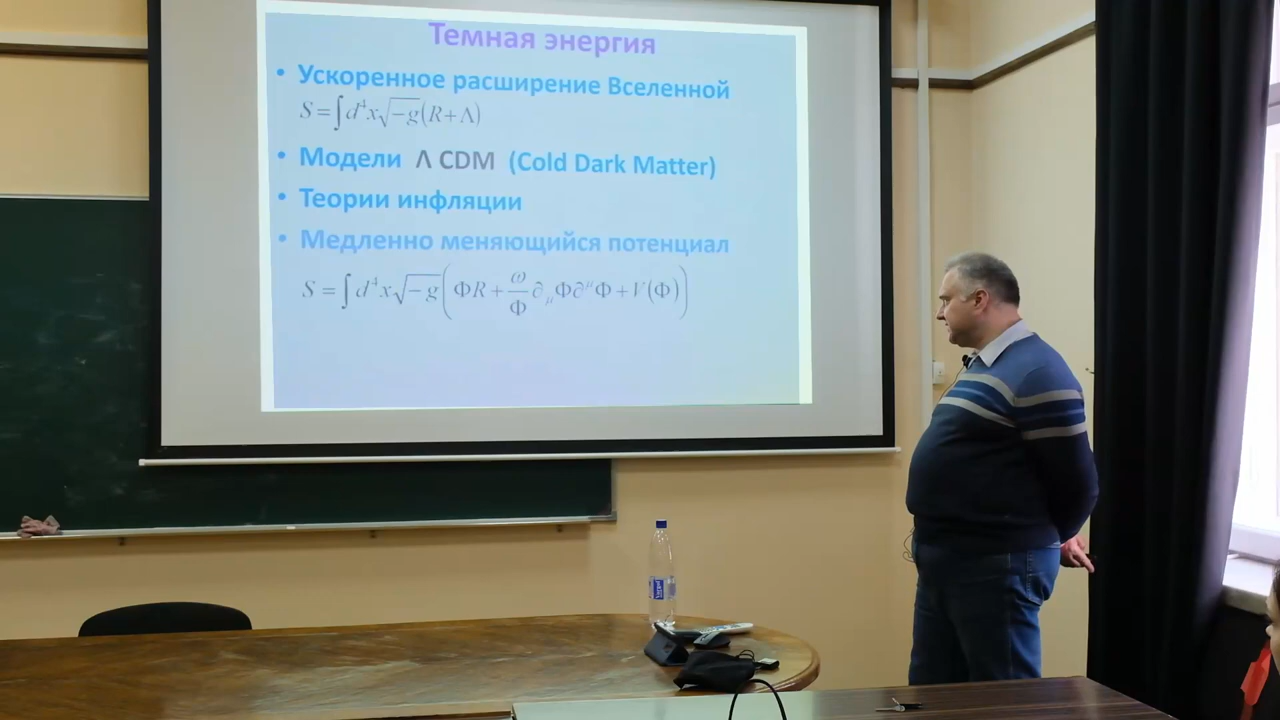 Темная энергия
• Ускоренное расширение Вселенной
S = ∫d⁴x√−g(R+Λ)
• Модели Λ CDM (Cold Dark Matter)
• Теории инфляции
• Медленно меняющийся потенциал
S = ∫d⁴x√−g(ΦR + ω/Φ ∂_μΦ∂^μΦ + V(Φ))